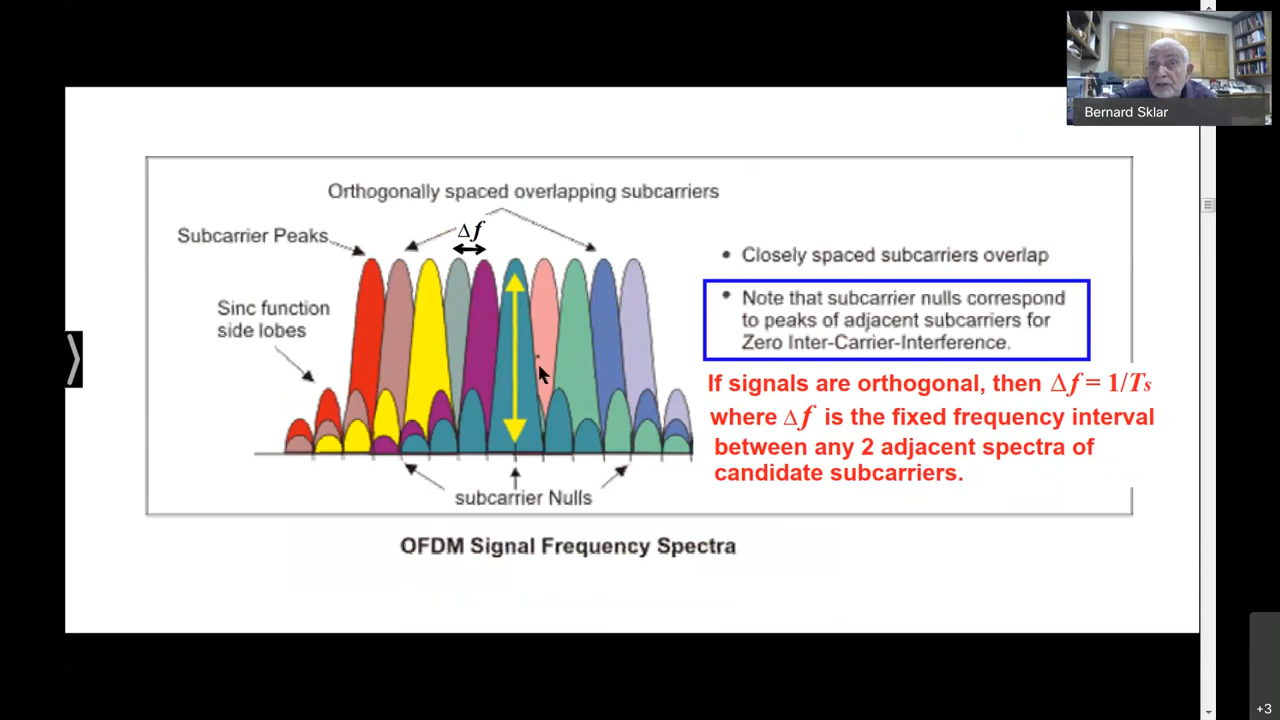 Bernard Sklar
Orthogonally spaced overlapping subcarriers
Δf
Subcarrier Peaks
Sinc function
side lobes
subcarrier Nulls
• Closely spaced subcarriers overlap
• Note that subcarrier nulls correspond
to peaks of adjacent subcarriers for
Zero Inter-Carrier-Interference.
If signals are orthogonal, then Δf = 1/Ts
where Δf is the fixed frequency interval
between any 2 adjacent spectra of
candidate subcarriers.
OFDM Signal Frequency Spectra
+3